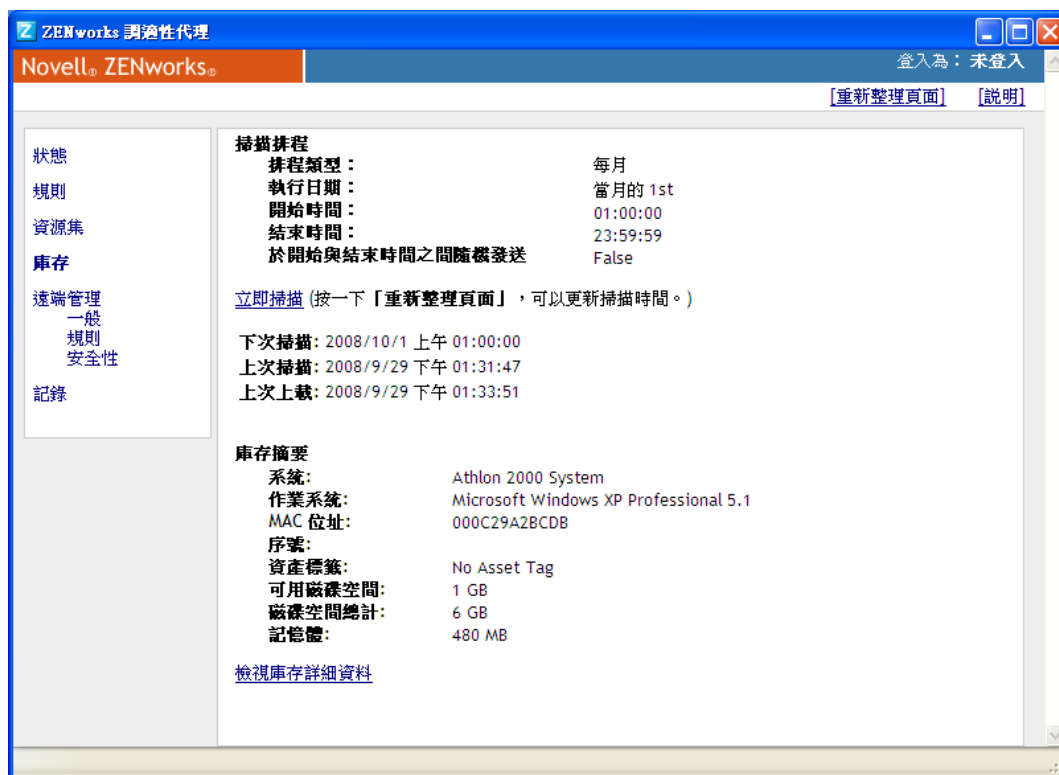 ZENworks 調適性代理
Novell® ZENworks®
登入為：未登入
[重新整理頁面] [說明]
狀態
規則
資源集
庫存
遠端管理
一般
規則
安全性
記錄
掃描排程
排程類型： 每月
執行日期： 當月的 1st
開始時間： 01:00:00
結束時間： 23:59:59
於開始與結束時間之間隨機發送 False
立即掃描 (按一下「重新整理頁面」，可以更新掃描時間。)
下次掃描: 2008/10/1 上午 01:00:00
上次掃描: 2008/9/29 下午 01:31:47
上次上載: 2008/9/29 下午 01:33:51
庫存摘要
系統: Athlon 2000 System
作業系統: Microsoft Windows XP Professional 5.1
MAC 位址: 000C29A2BCDB
序號:
資產標籤: No Asset Tag
可用磁碟空間: 1 GB
磁碟空間總計: 6 GB
記憶體: 480 MB
檢視庫存詳細資料